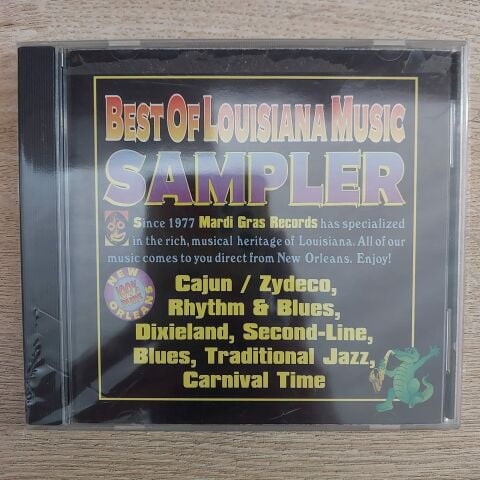 BEST OF LOUISIANA MUSIC
SAMPLER
Since 1977 Mardi Gras Records has specialized
in the rich, musical heritage of Louisiana. All of our
music comes to you direct from New Orleans. Enjoy!
NEW
100%
ORLEANS
Cajun / Zydeco,
Rhythm & Blues,
Dixieland, Second-Line,
Blues, Traditional Jazz,
Carnival Time